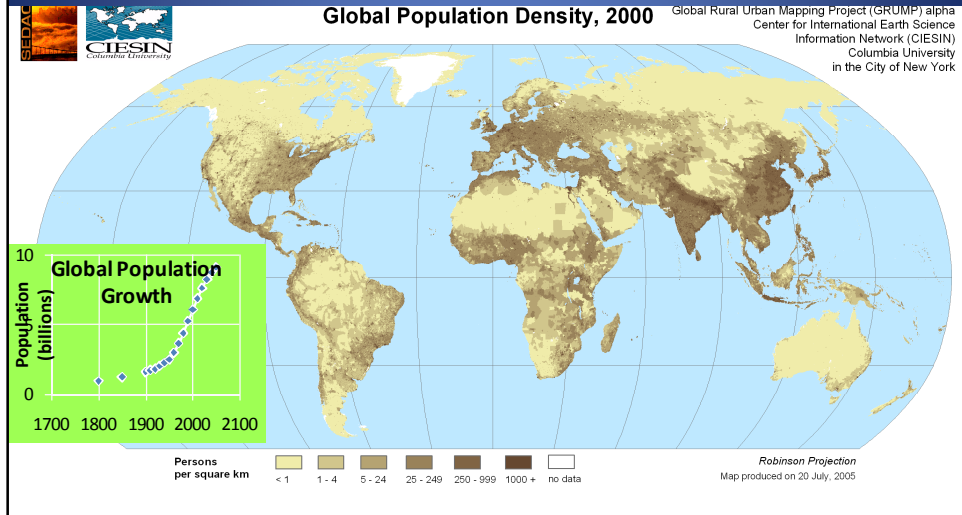 SEDAC
CIESIN
Columbia University
Global Population Density, 2000
Global Rural Urban Mapping Project (GRUMP) alpha
Center for International Earth Science
Information Network (CIESIN)
Columbia University
in the City of New York
Global Population
Growth
Population
(billions)
10
0
1700 1800 1900 2000 2100
Persons
per square km
< 1
1 - 4
5 - 24
25 - 249
250 - 999
1000 +
no data
Robinson Projection
Map produced on 20 July, 2005